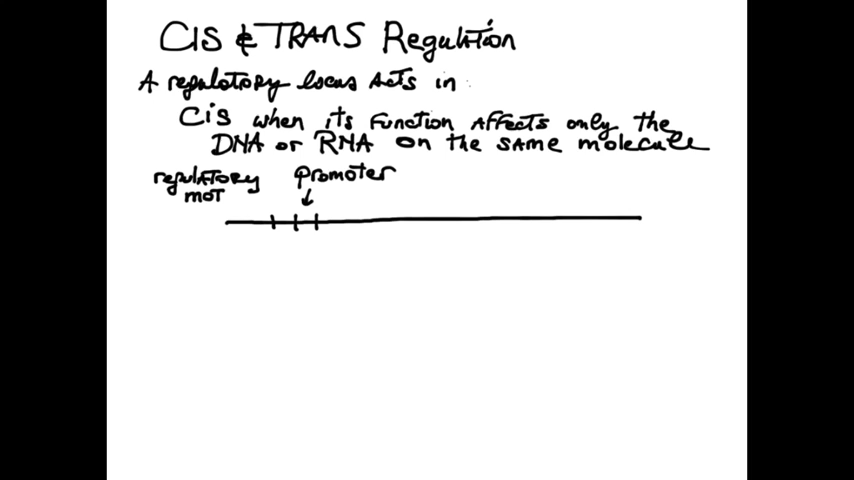 CIS & TRANS Regulation
A regulatory locus Acts in
Cis when its function Affects only the
DNA or RNA on the same molecule
regulatory promoter
mot